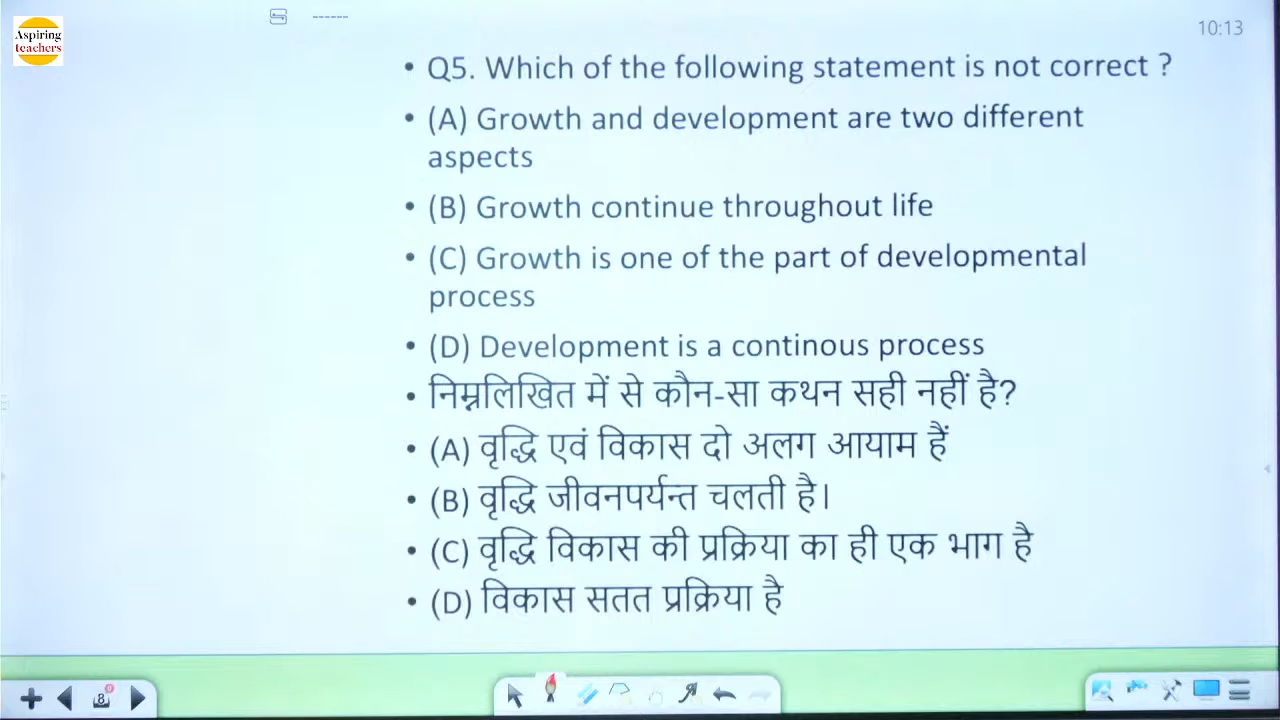 Aspiring
teachers
10:13
• Q5. Which of the following statement is not correct ?
• (A) Growth and development are two different
aspects
• (B) Growth continue throughout life
• (C) Growth is one of the part of developmental
process
• (D) Development is a continous process
• निम्नलिखित में से कौन-सा कथन सही नहीं है?
• (A) वृद्धि एवं विकास दो अलग आयाम हैं
• (B) वृद्धि जीवनपर्यन्त चलती है।
• (C) वृद्धि विकास की प्रक्रिया का ही एक भाग है
• (D) विकास सतत प्रक्रिया है
8